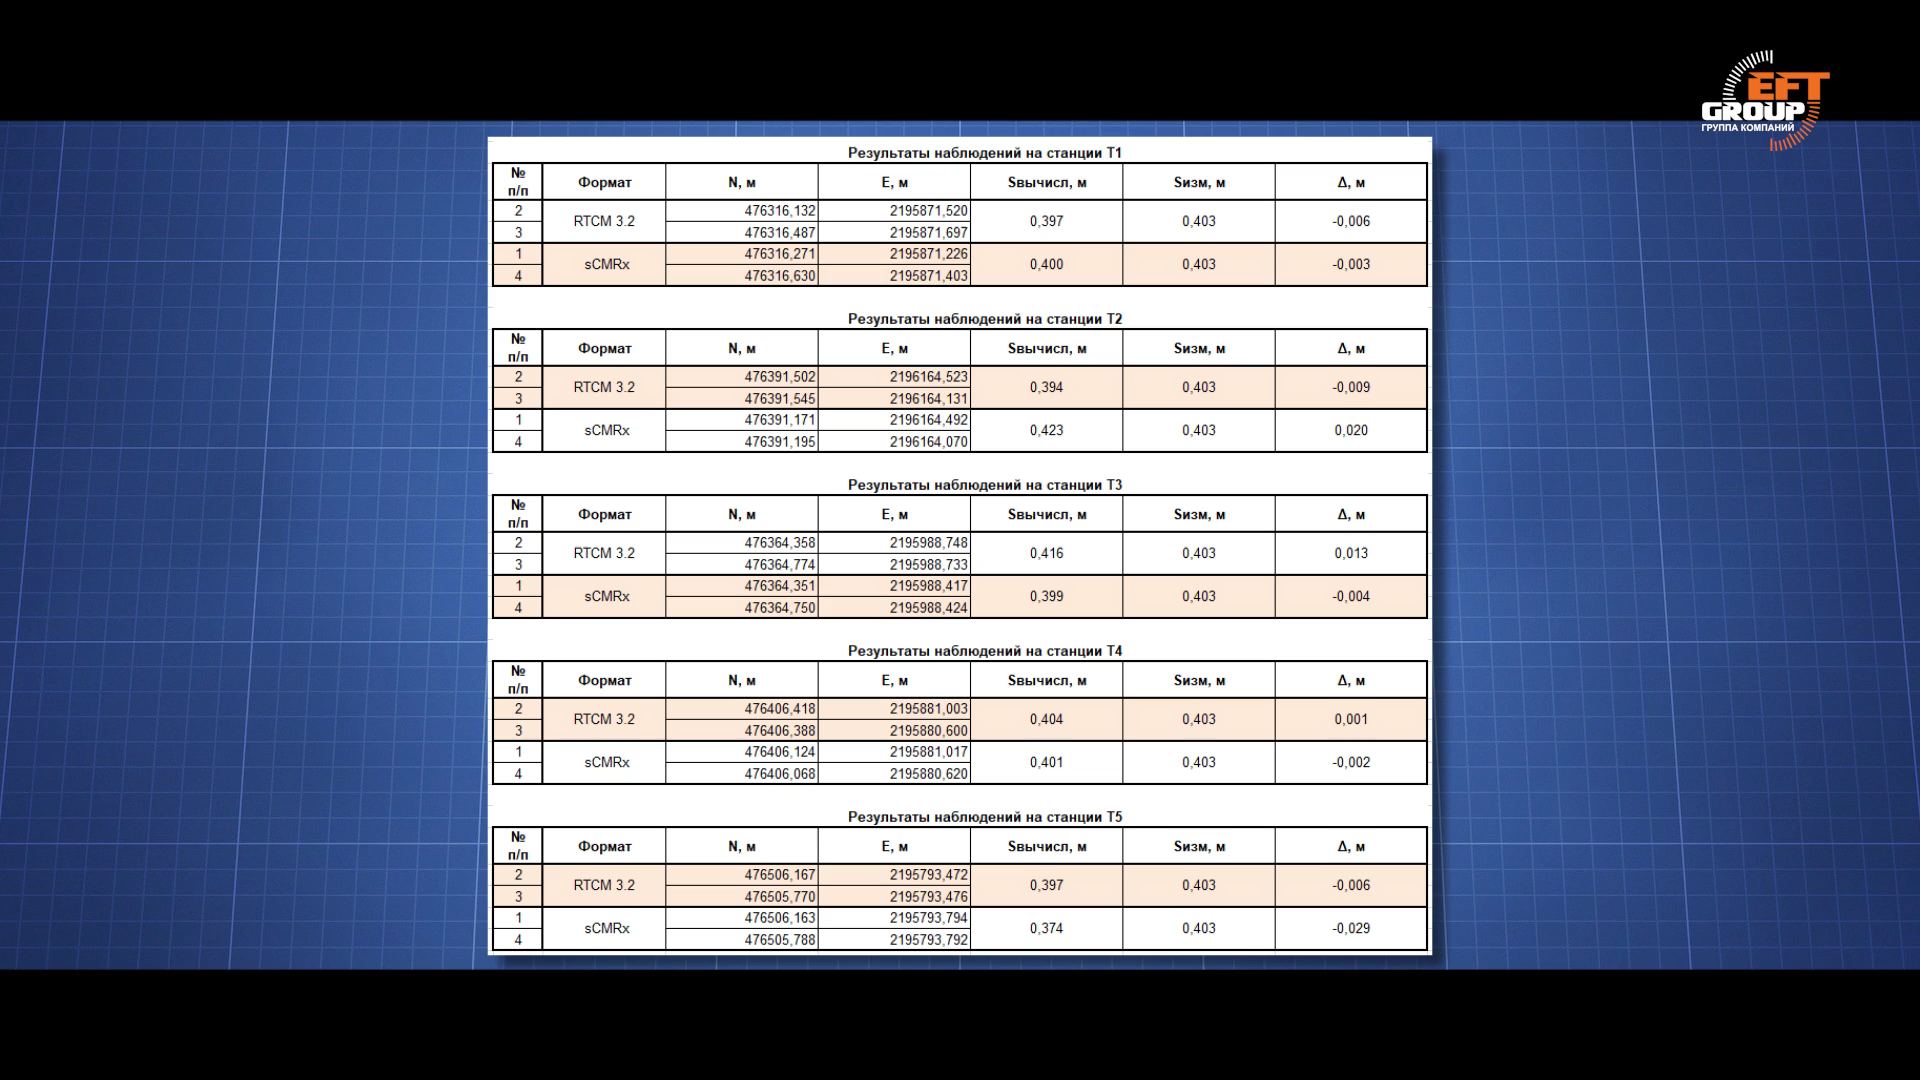 EFT
GROUP
ГРУППА КОМПАНИЙ
Результаты наблюдений на станции Т1
№ п/п Формат N, м E, м Sвычисл, м Sизм, м Δ, м
2 RTCM 3.2 476316,132 2195871,520 0,397 0,403 -0,006
3 476316,487 2195871,697
1 sCMRx 476316,271 2195871,226 0,400 0,403 -0,003
4 476316,630 2195871,403
Результаты наблюдений на станции Т2
№ п/п Формат N, м E, м Sвычисл, м Sизм, м Δ, м
2 RTCM 3.2 476391,502 2196164,523 0,394 0,403 -0,009
3 476391,545 2196164,131
1 sCMRx 476391,171 2196164,492 0,423 0,403 0,020
4 476391,195 2196164,070
Результаты наблюдений на станции Т3
№ п/п Формат N, м E, м Sвычисл, м Sизм, м Δ, м
2 RTCM 3.2 476364,358 2195988,748 0,416 0,403 0,013
3 476364,774 2195988,733
1 sCMRx 476364,351 2195988,417 0,399 0,403 -0,004
4 476364,750 2195988,424
Результаты наблюдений на станции Т4
№ п/п Формат N, м E, м Sвычисл, м Sизм, м Δ, м
2 RTCM 3.2 476406,418 2195881,003 0,404 0,403 0,001
3 476406,388 2195880,600
1 sCMRx 476406,124 2195881,017 0,401 0,403 -0,002
4 476406,068 2195880,620
Результаты наблюдений на станции Т5
№ п/п Формат N, м E, м Sвычисл, м Sизм, м Δ, м
2 RTCM 3.2 476506,167 2195793,472 0,397 0,403 -0,006
3 476505,770 2195793,476
1 sCMRx 476506,163 2195793,794 0,374 0,403 -0,029
4 476505,788 2195793,792